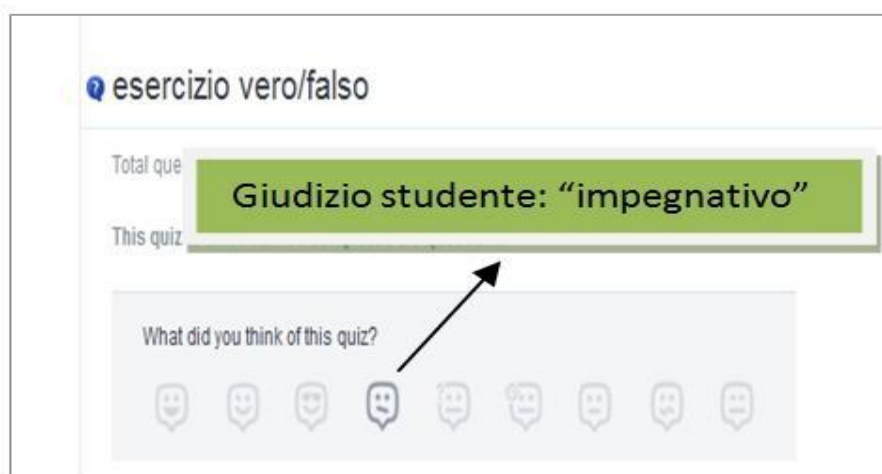 esercizio vero/falso
Total que
Giudizio studente: “impegnativo”
This quiz
What did you think of this quiz?